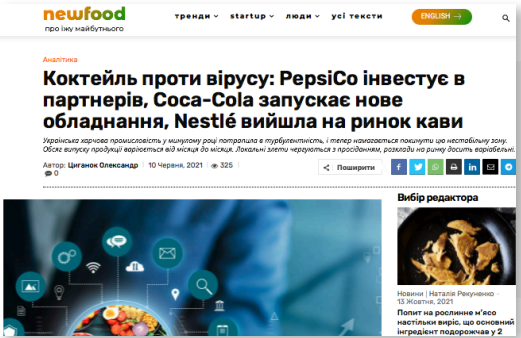 newfood
про їжу майбутнього
тренди
startup
люди
усі тексти
ENGLISH →
Аналітика
Коктейль проти вірусу: PepsiCo інвестує в
партнерів, Coca-Cola запускає нове
обладнання, Nestlé вийшла на ринок кави
Українська харчова промисловість у минулому році потрапила в турбулентність, і тепер намагається покинути цю нестабільну зону.
Обсяг випуску продукції варіюється від місяця до місяця. Локальні злети чергуються з просіданням, розклади на ринку досить варіабельні.
Автор: Циганок Олександр | 10 Червня, 2021 | 325
0
Поширити
Вибір редактора
Новини | Наталія Рекуненко -
13 Жовтня, 2021
Попит на рослинне м'ясо
настільки виріс, що основний
інгредієнт подорожчав у 2